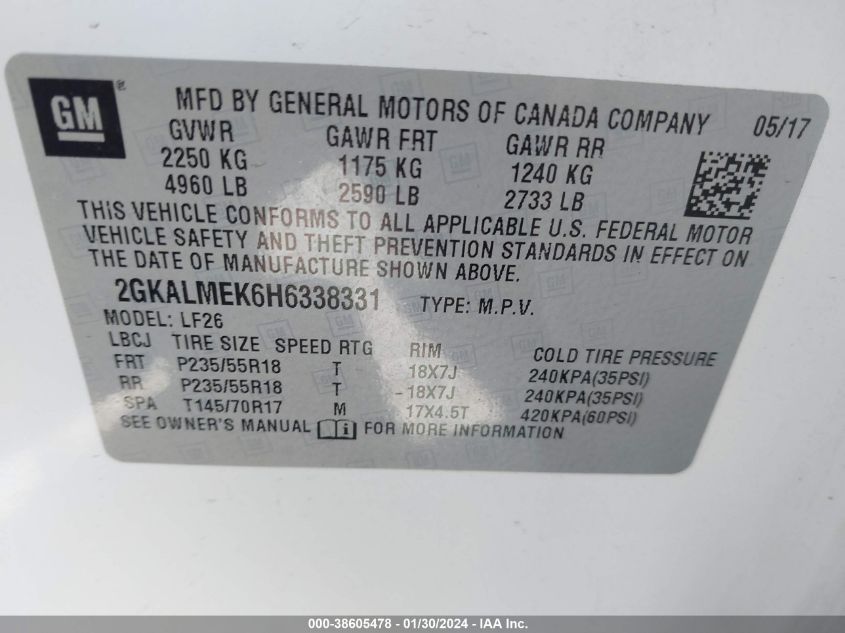 GM ® MFD BY GENERAL MOTORS OF CANADA COMPANY 05/17
GVWR GAWR FRT GAWR RR
2250 KG 1175 KG 1240 KG
4960 LB 2590 LB 2733 LB
THIS VEHICLE CONFORMS TO ALL APPLICABLE U.S. FEDERAL MOTOR
VEHICLE SAFETY AND THEFT PREVENTION STANDARDS IN EFFECT ON
THE DATE OF MANUFACTURE SHOWN ABOVE.
2GKALMEK6H6338331 TYPE: M.P.V.
MODEL: LF26
LBCJ TIRE SIZE SPEED RTG RIM COLD TIRE PRESSURE
FRT P235/55R18 T 18X7J 240KPA(35PSI)
RR P235/55R18 T 18X7J 240KPA(35PSI)
SPA T145/70R17 M 17X4.5T 420KPA(60PSI)
SEE OWNER'S MANUAL i FOR MORE INFORMATION
000-38605478 - 01/30/2024 - IAA Inc.